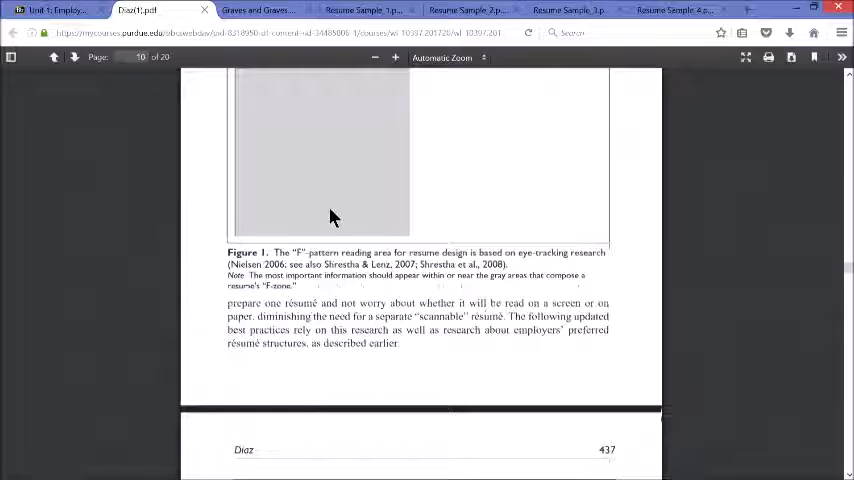 Unit 1: Employ...
Diaz(1).pdf
Graves and Graves....
Resume Sample_1.p...
Resume Sample_2.p...
Resume Sample_3.p...
Resume Sample_4.p...
Search
Page: 10 of 20
Automatic Zoom
Figure 1. The "F"-pattern reading area for resume design is based on eye-tracking research
(Nielsen 2006; see also Shrestha & Lenz, 2007; Shrestha et al., 2008).
Note The most important information should appear within or near the gray areas that compose a
resume's "F-zone."
prepare one résumé and not worry about whether it will be read on a screen or on
paper, diminishing the need for a separate "scannable" résumé. The following updated
best practices rely on this research as well as research about employers' preferred
résumé structures, as described earlier.
Diaz
437